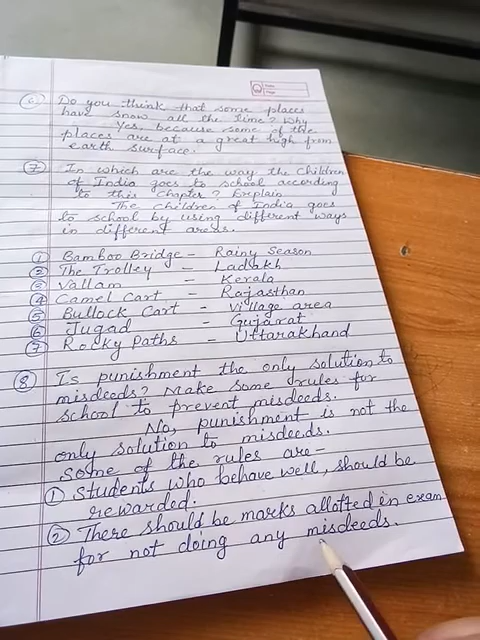 6 Do you think that some places
have snow all the time? Why
Yes, because some of the
places are at a great high from
earth surface.
7 In which are the way the children
of India goes to school according
to this chapter? Explain
The children of India goes
to school by using different ways
in different areas.
1 Bamboo Bridge - Rainy Season
2 The Trolley - Ladakh
3 Vallam - Kerala
4 Camel Cart - Rajasthan
5 Bullock Cart - Village area
6 Jugad - Gujarat
7 Rocky Paths - Uttarakhand
8 Is punishment the only solution to
misdeeds? Make some rules for
school to prevent misdeeds.
No, punishment is not the
only solution to misdeeds.
Some of the rules are-
1 Students who behave well, should be
rewarded.
2 There should be marks allotted in exam
for not doing any misdeeds.